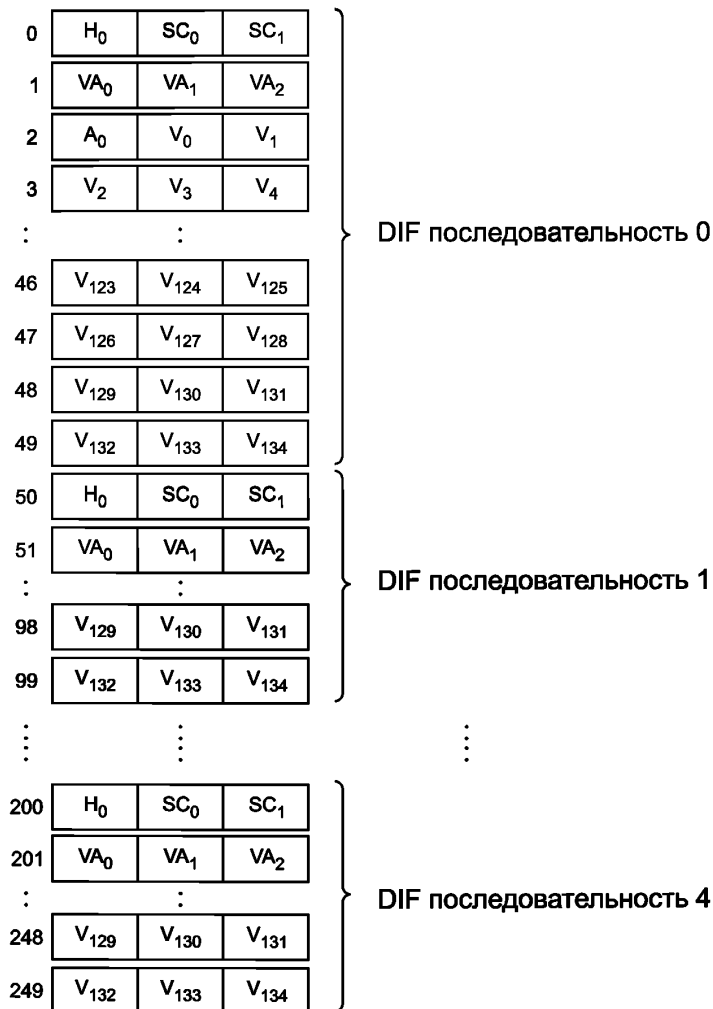 0 H₀ SC₀ SC₁
1 VA₀ VA₁ VA₂
2 A₀ V₀ V₁
3 V₂ V₃ V₄
: :
DIF последовательность 0
46 V₁₂₃ V₁₂₄ V₁₂₅
47 V₁₂₆ V₁₂₇ V₁₂₈
48 V₁₂₉ V₁₃₀ V₁₃₁
49 V₁₃₂ V₁₃₃ V₁₃₄
50 H₀ SC₀ SC₁
51 VA₀ VA₁ VA₂
: :
DIF последовательность 1
98 V₁₂₉ V₁₃₀ V₁₃₁
99 V₁₃₂ V₁₃₃ V₁₃₄
200 H₀ SC₀ SC₁
201 VA₀ VA₁ VA₂
: :
DIF последовательность 4
248 V₁₂₉ V₁₃₀ V₁₃₁
249 V₁₃₂ V₁₃₃ V₁₃₄